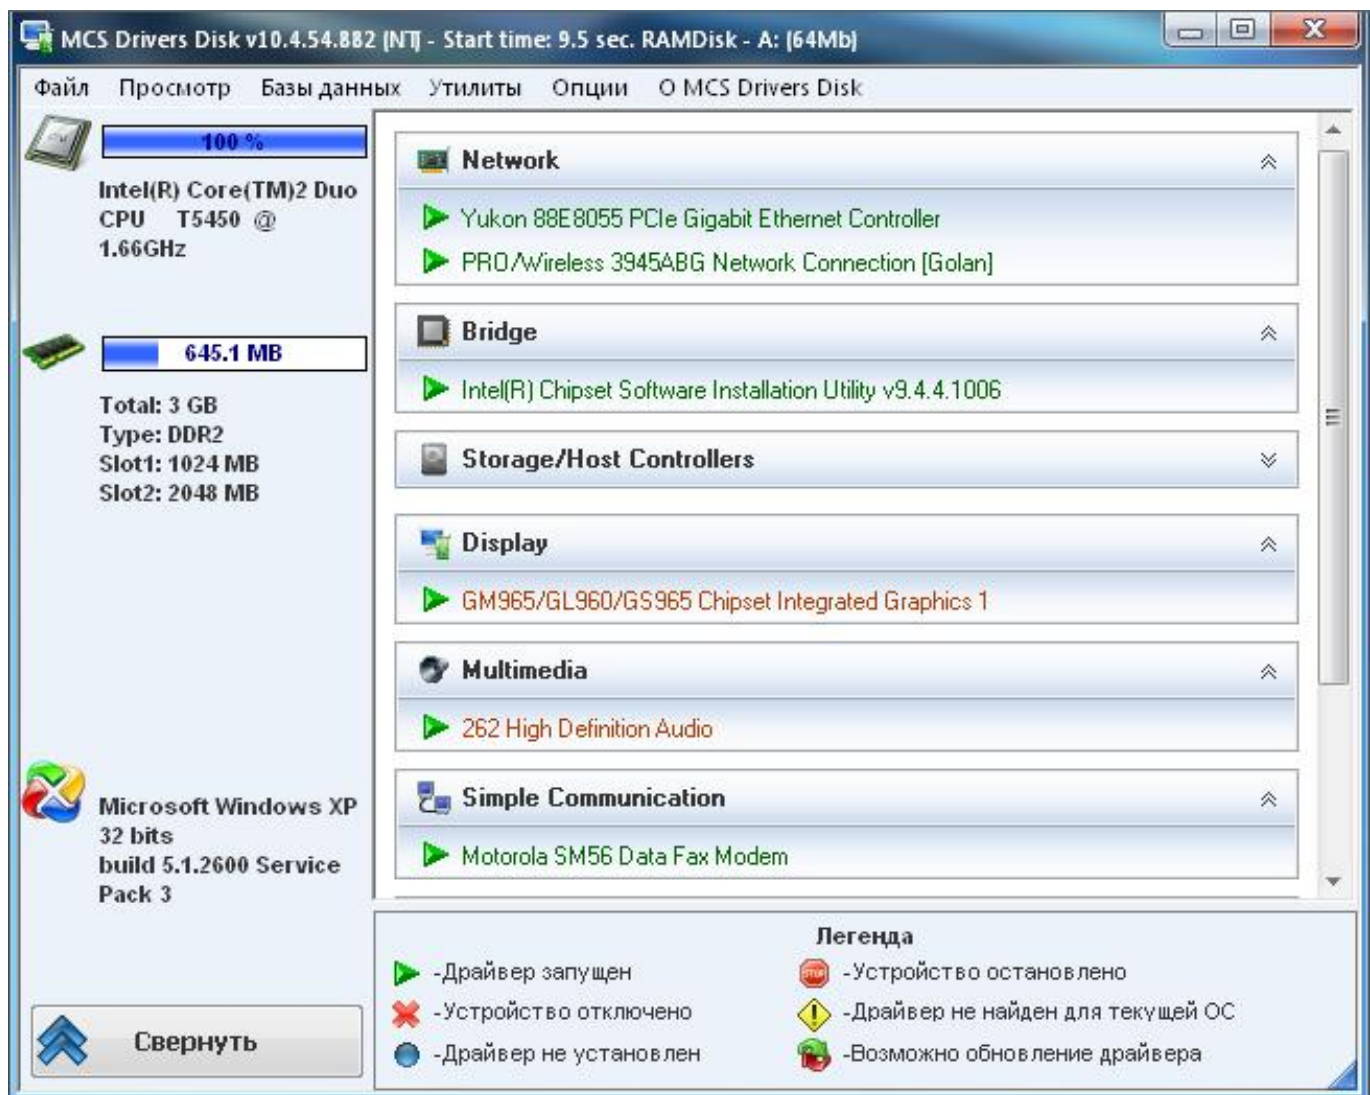 MCS Drivers Disk v10.4.54.882 (NT) - Start time: 9.5 sec. RAMDisk - A: (64Mb)
Файл Просмотр Базы данных Утилиты Опции О MCS Drivers Disk
100 %
Intel(R) Core(TM)2 Duo
CPU T5450 @
1.66GHz
645.1 MB
Total: 3 GB
Type: DDR2
Slot1: 1024 MB
Slot2: 2048 MB
Microsoft Windows XP
32 bits
build 5.1.2600 Service
Pack 3
Свернуть
Network
Yukon 88E8055 PCIe Gigabit Ethernet Controller
PRO/Wireless 3945ABG Network Connection [Golan]
Bridge
Intel(R) Chipset Software Installation Utility v9.4.4.1006
Storage/Host Controllers
Display
GM965/GL960/GS965 Chipset Integrated Graphics 1
Multimedia
262 High Definition Audio
Simple Communication
Motorola SM56 Data Fax Modem
Легенда
-Драйвер запущен
-Устройство отключено
-Драйвер не установлен
STOP
-Устройство остановлено
-Драйвер не найден для текущей ОС
-Возможно обновление драйвера